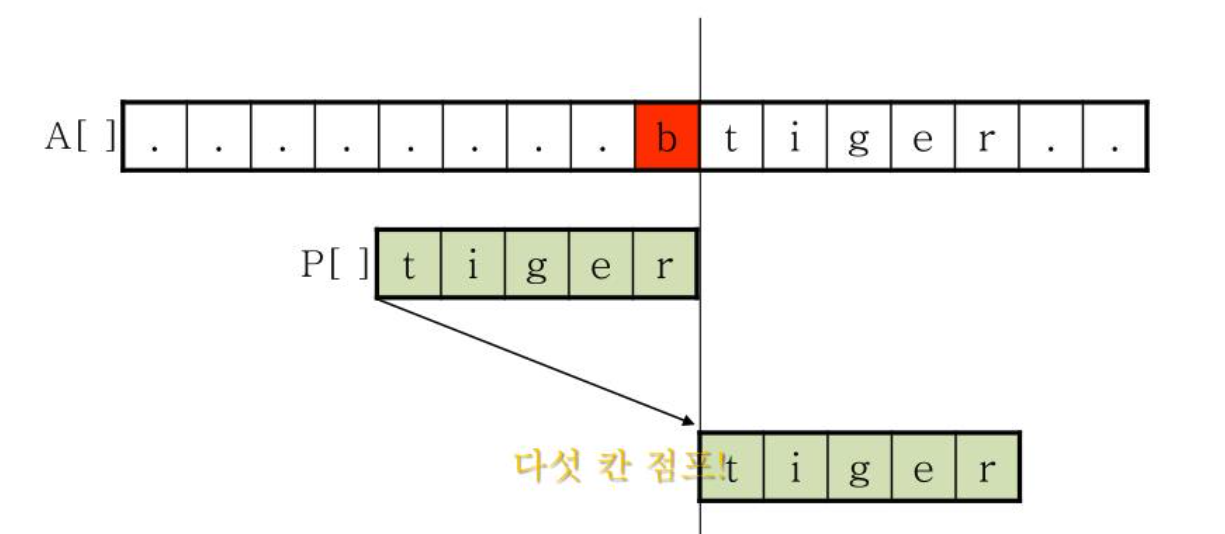 A[ ] . . . . . . . . b t i g e r . .
P[ ] t i g e r
다섯 칸 점프! t i g e r